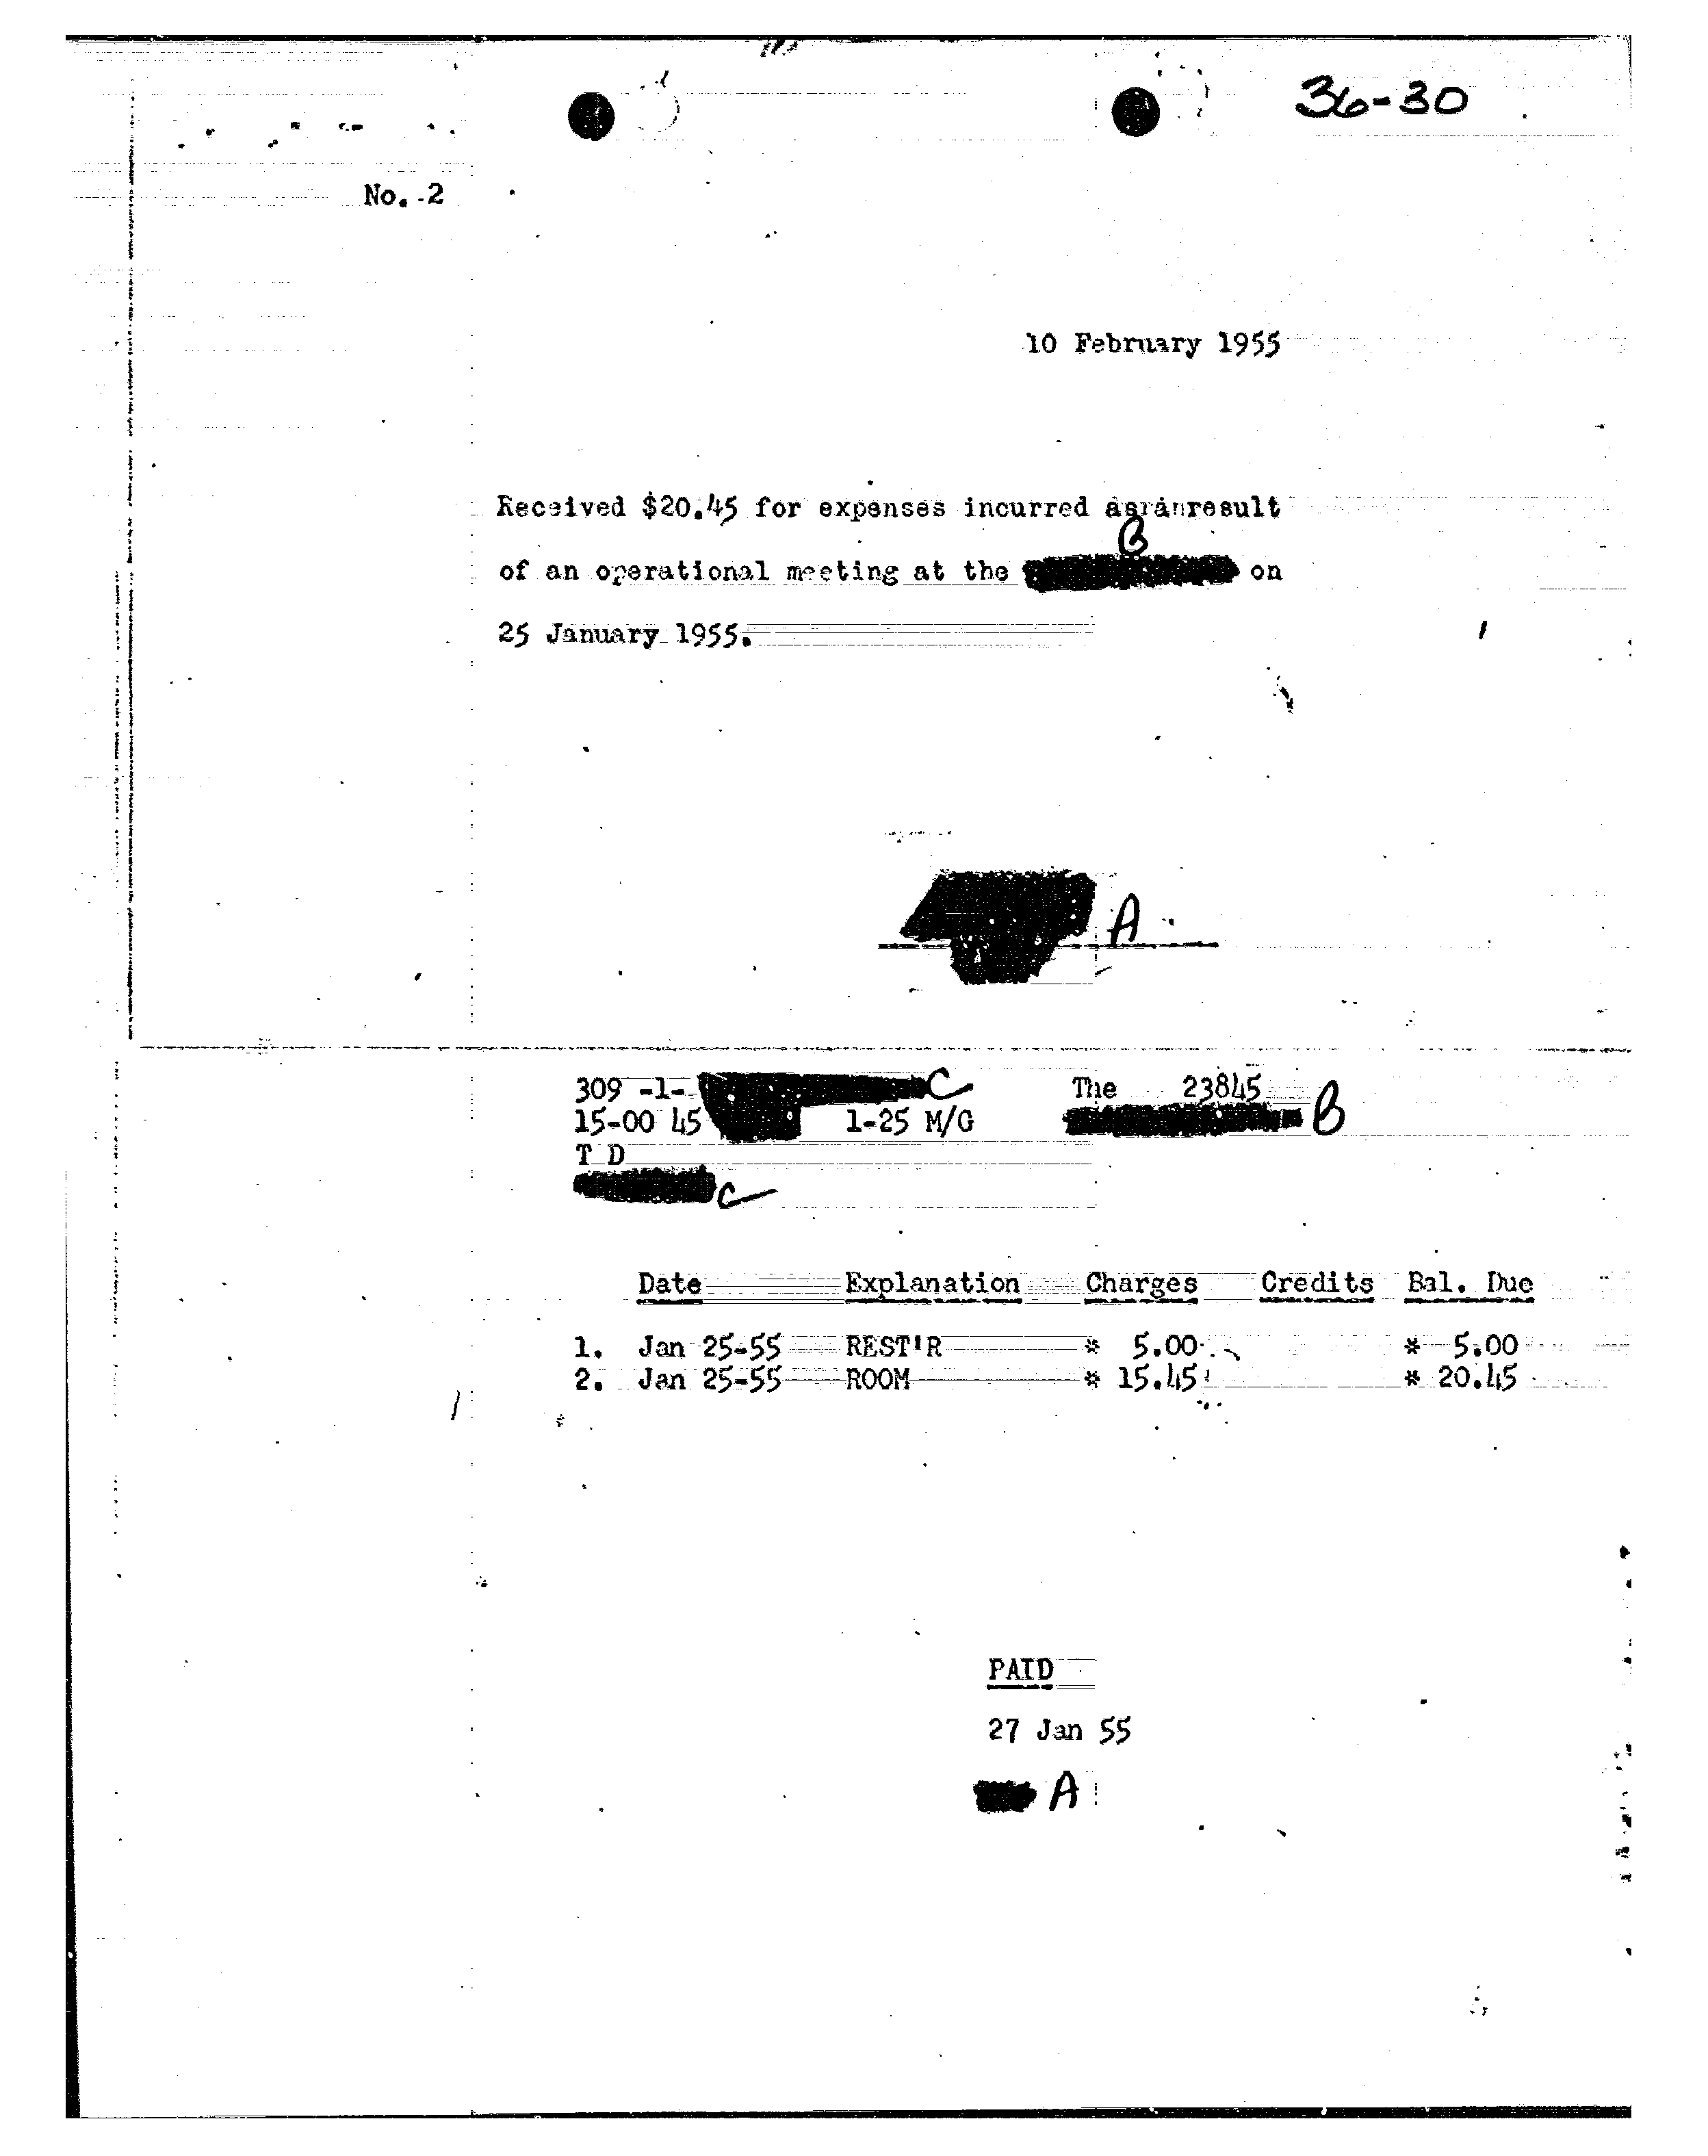 36-30
No. 2
10 February 1955
Received $20.45 for expenses incurred as a result
B
of an operational meeting at the on
25 January 1955.
A
309 -1- C The 23845
15-00 45 1-25 M/G B
T D
C
Date Explanation Charges Credits Bal. Due
1. Jan 25-55 REST'R * 5.00 * 5.00
2. Jan 25-55 ROOM * 15.45 * 20.45
PAID
27 Jan 55
A